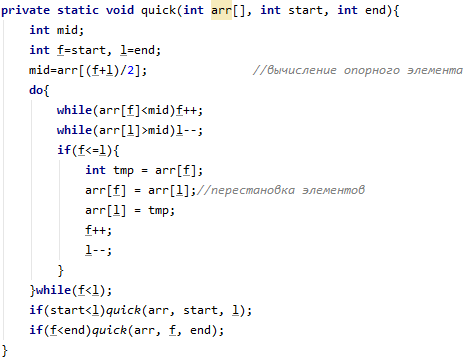 private static void quick(int arr[], int start, int end){
int mid;
int f=start, l=end;
mid=arr[(f+l)/2]; //вычисление опорного элемента
do{
while(arr[f]<mid)f++;
while(arr[l]>mid)l--;
if(f<=l){
int tmp = arr[f];
arr[f] = arr[l];//перестановка элементов
arr[l] = tmp;
f++;
l--;
}
}while(f<l);
if(start<l)quick(arr, start, l);
if(f<end)quick(arr, f, end);
}